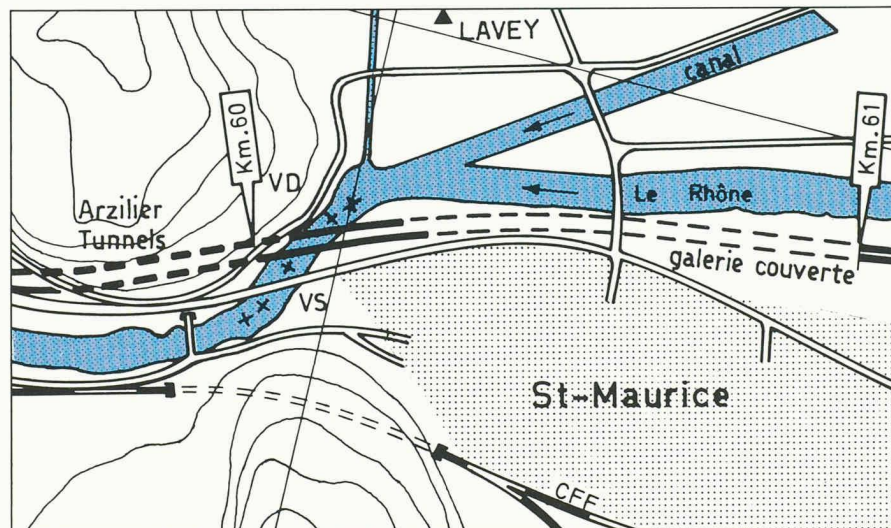 LAVEY
canal
Km.60
Km.61
VD
Le Rhône
Arzilier
Tunnels
galerie couverte
VS
St-Maurice
CFF